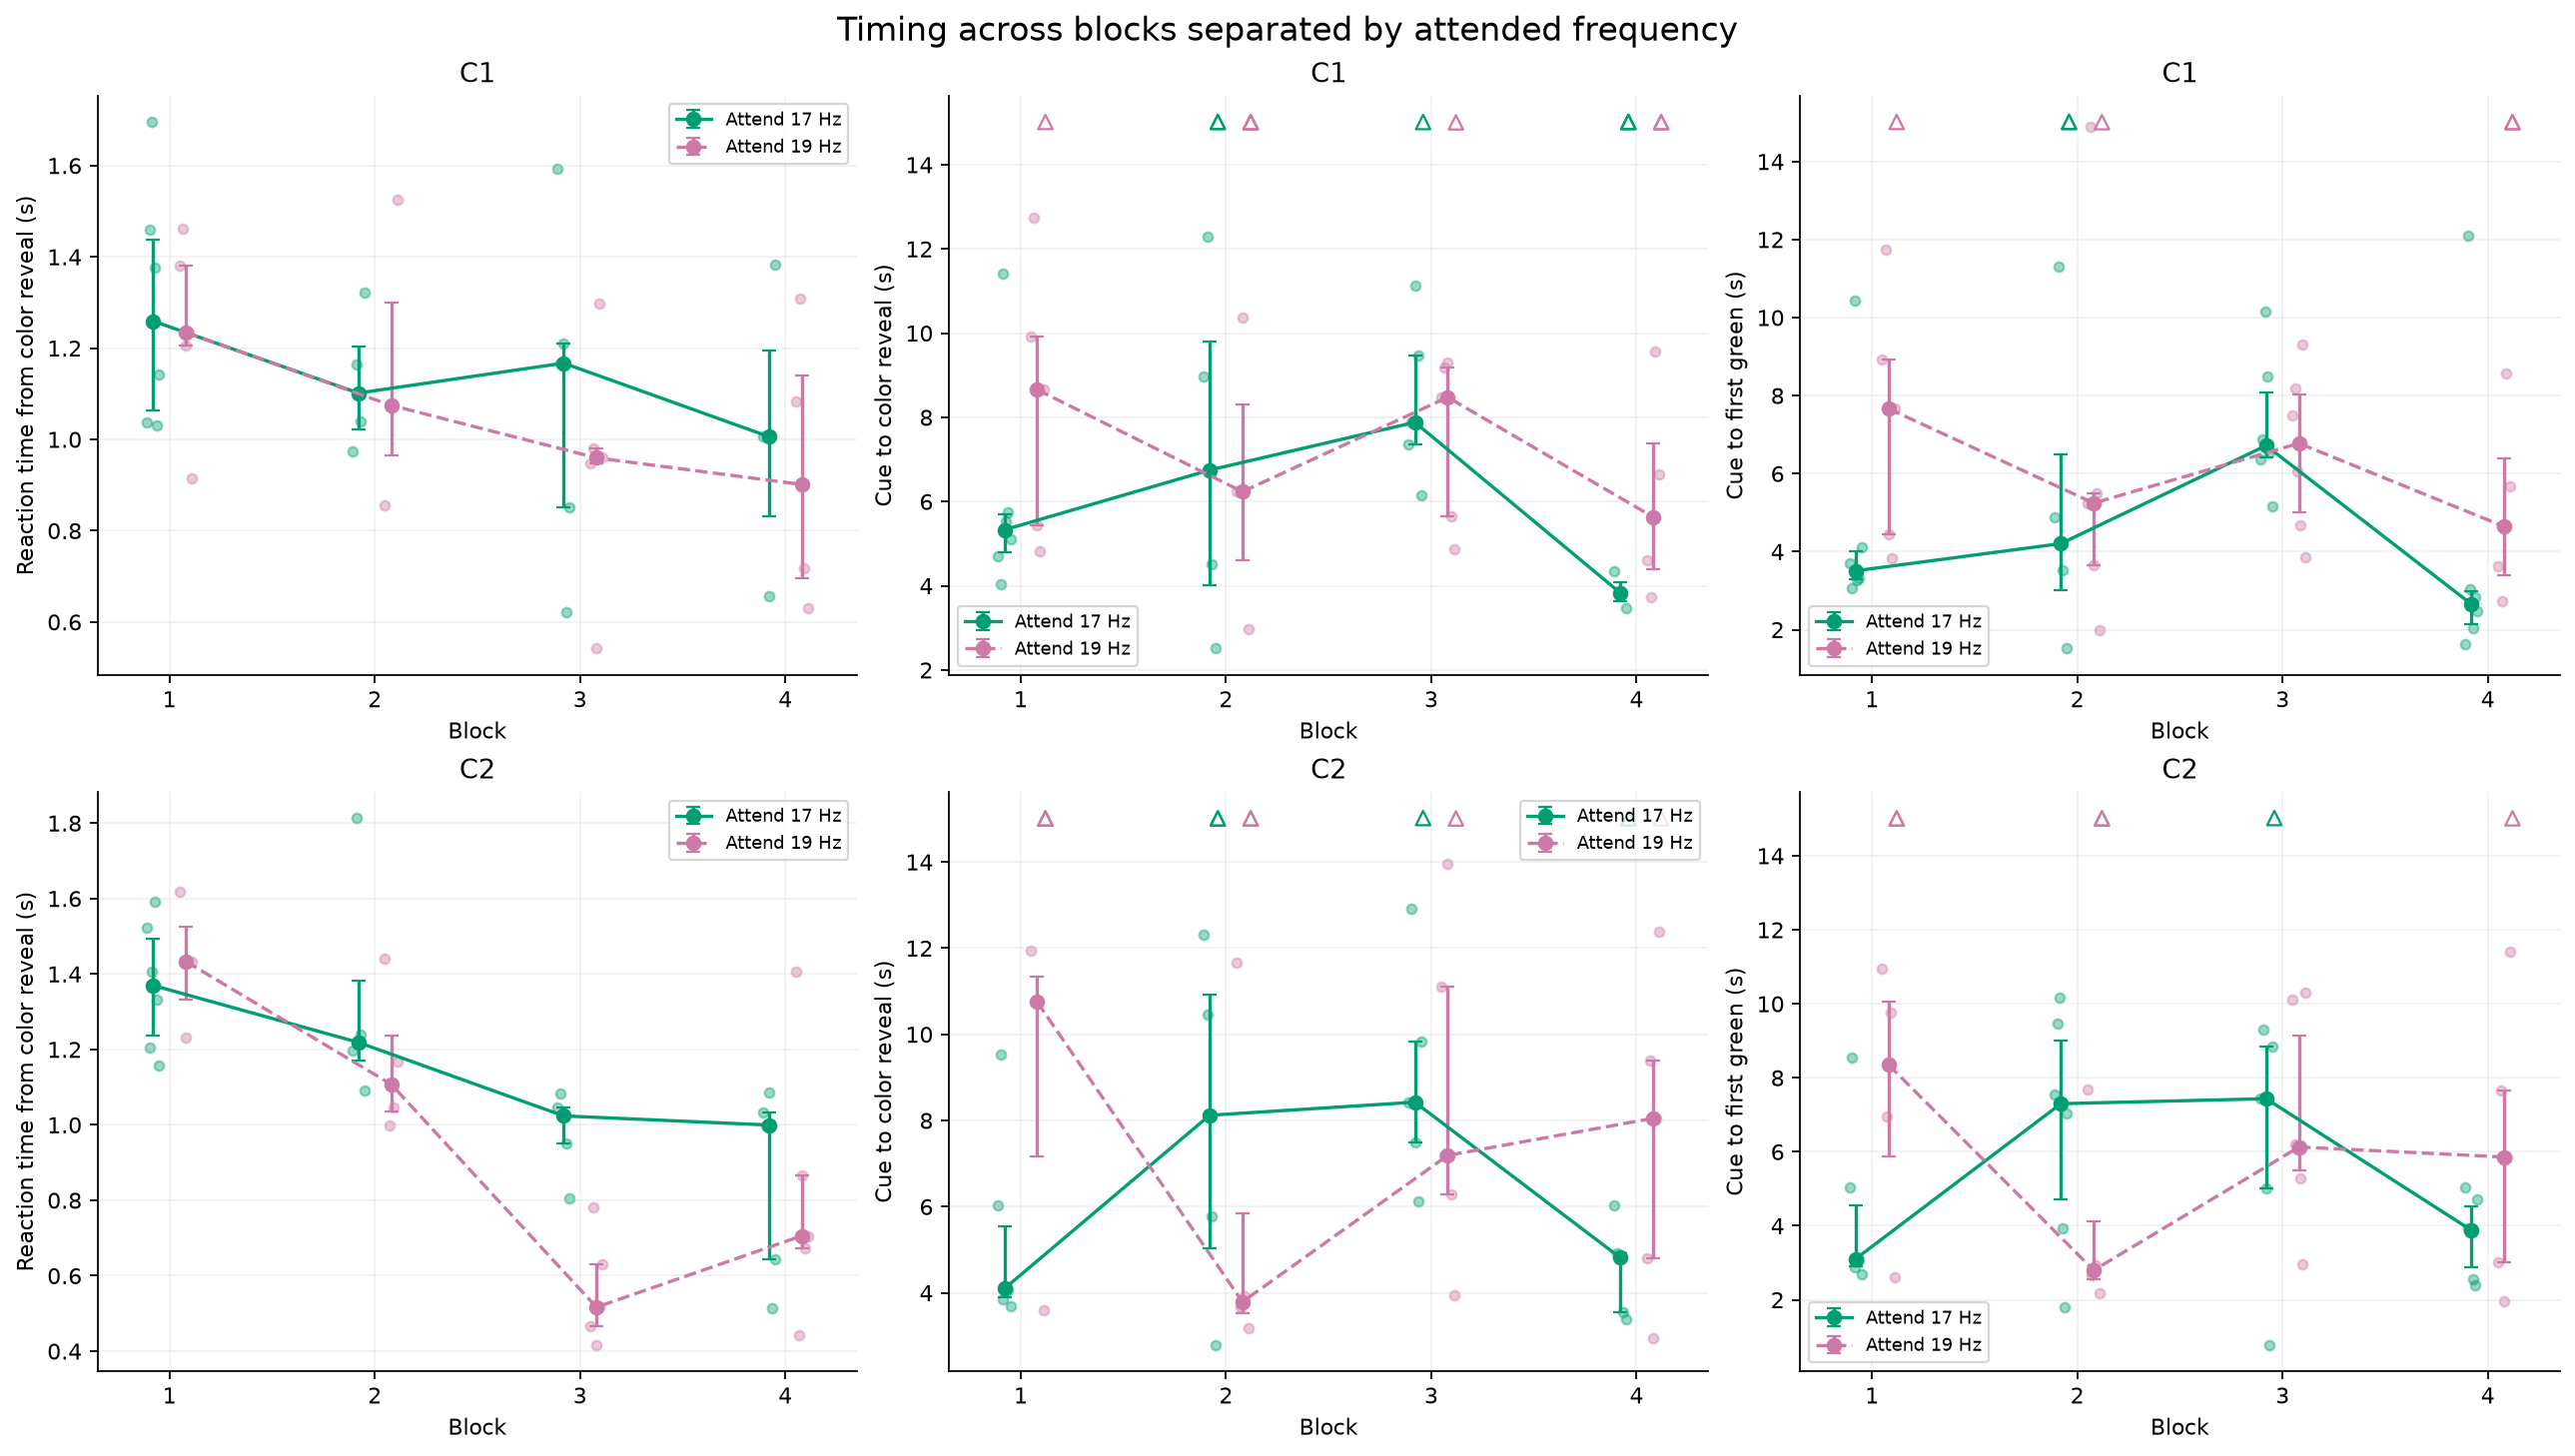 Timing across blocks separated by attended frequency
C1
Reaction time from color reveal (s)
1.6
1.4
1.2
1.0
0.8
0.6
Attend 17 Hz
Attend 19 Hz
1 2 3 4
Block
C1
Cue to color reveal (s)
14
12
10
8
6
4
2
Attend 17 Hz
Attend 19 Hz
1 2 3 4
Block
C1
Cue to first green (s)
14
12
10
8
6
4
2
Attend 17 Hz
Attend 19 Hz
1 2 3 4
Block
C2
Reaction time from color reveal (s)
1.8
1.6
1.4
1.2
1.0
0.8
0.6
0.4
Attend 17 Hz
Attend 19 Hz
1 2 3 4
Block
C2
Cue to color reveal (s)
14
12
10
8
6
4
Attend 17 Hz
Attend 19 Hz
1 2 3 4
Block
C2
Cue to first green (s)
14
12
10
8
6
4
2
Attend 17 Hz
Attend 19 Hz
1 2 3 4
Block